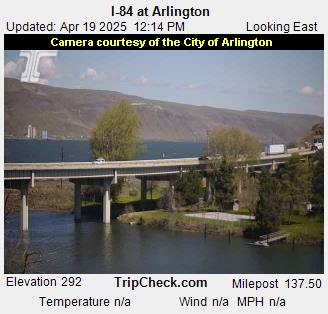 I-84 at Arlington
Updated: Apr 19 2025 12:14 PM Looking East
Camera courtesy of the City of Arlington
Elevation 292 TripCheck.com Milepost 137.50
Temperature n/a Wind n/a MPH n/a